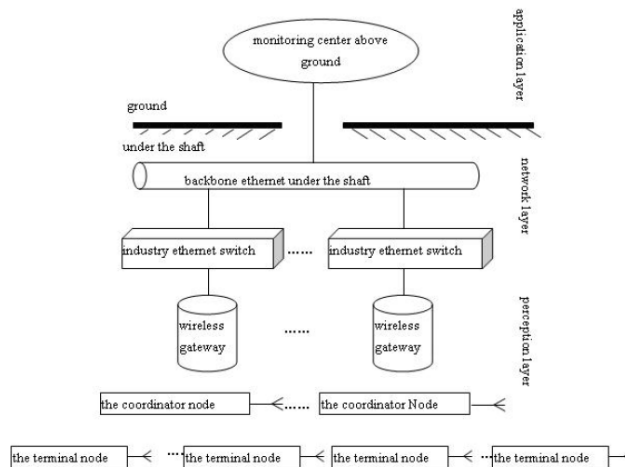 monitoring center above
ground
application layer
ground
under the shaft
backbone ethernet under the shaft
network layer
industry ethernet switch
......
industry ethernet switch
wireless
gateway
......
wireless
gateway
perception layer
the coordinator node
......
the coordinator Node
the terminal node
....
the terminal node
the terminal node
...
the terminal node